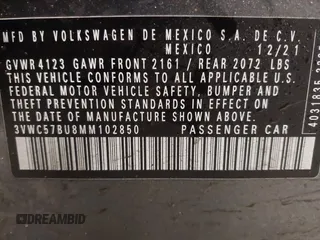 MFD BY VOLKSWAGEN DE MEXICO S.A. DE C.V.
MEXICO 12/21
GVWR 4123 GAWR FRONT 2161 / REAR 2072 LBS
THIS VEHICLE CONFORMS TO ALL APPLICABLE U.S.
FEDERAL MOTOR VEHICLE SAFETY, BUMPER AND
THEFT PREVENTION STANDARDS IN EFFECT ON
THE DATE OF MANUFACTURE SHOWN ABOVE.
3VWC57BU8MM102850 PASSENGER CAR
DREAMBID